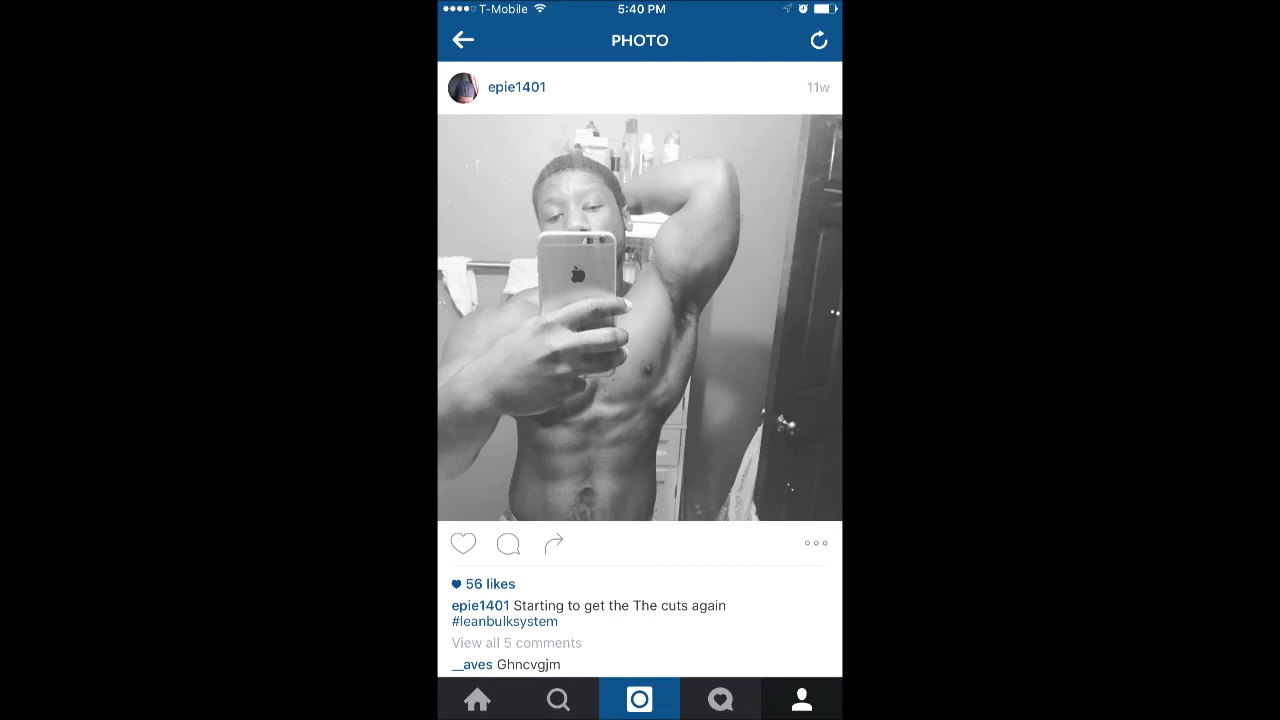 T-Mobile 5:40 PM
PHOTO
epie1401 11w
56 likes
epie1401 Starting to get the The cuts again
#leanbulksystem
View all 5 comments
__aves Ghncvgjm